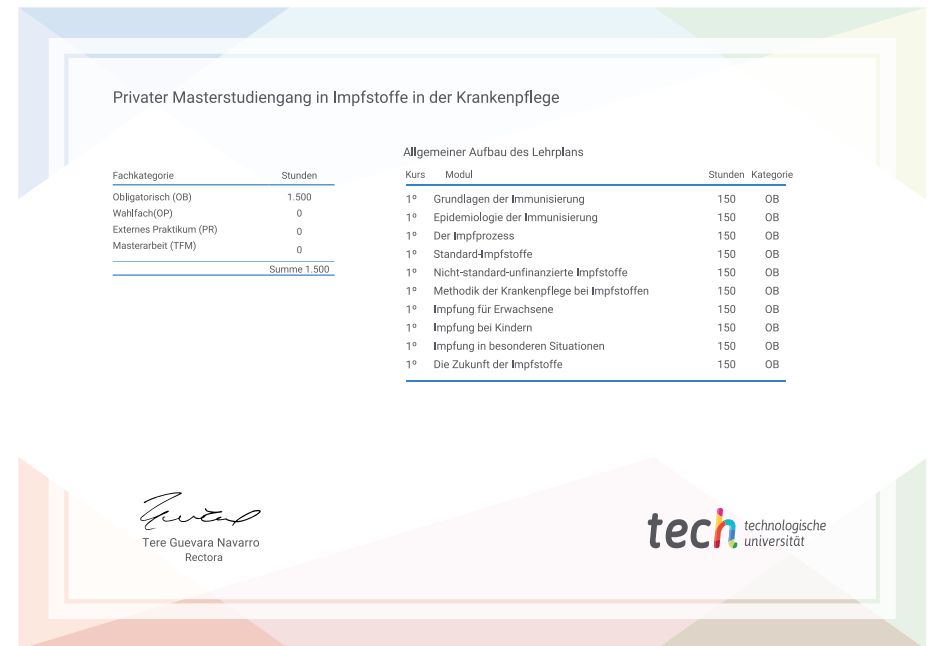 Privater Masterstudiengang in Impfstoffe in der Krankenpflege
Fachkategorie Stunden
Obligatorisch (OB) 1.500
Wahlfach(OP) 0
Externes Praktikum (PR) 0
Masterarbeit (TFM) 0
Summe 1.500
Allgemeiner Aufbau des Lehrplans
Kurs Modul Stunden Kategorie
1º Grundlagen der Immunisierung 150 OB
1º Epidemiologie der Immunisierung 150 OB
1º Der Impfprozess 150 OB
1º Standard-Impfstoffe 150 OB
1º Nicht-standard-unfinanzierte Impfstoffe 150 OB
1º Methodik der Krankenpflege bei Impfstoffen 150 OB
1º Impfung für Erwachsene 150 OB
1º Impfung bei Kindern 150 OB
1º Impfung in besonderen Situationen 150 OB
1º Die Zukunft der Impfstoffe 150 OB
Tere Guevara Navarro
Rectora
tech technologische
universität